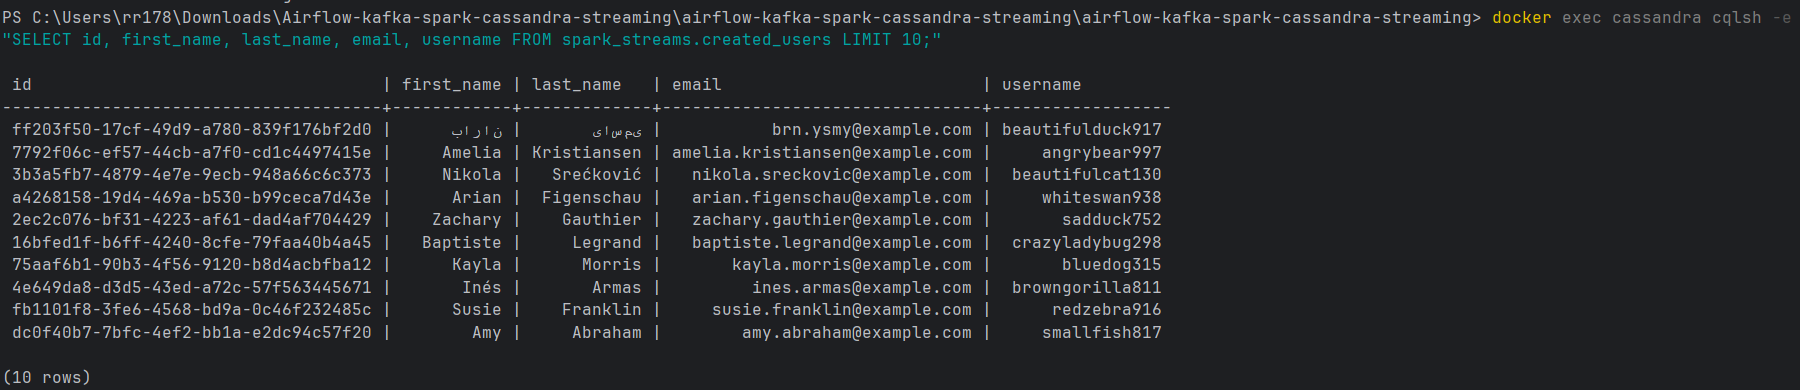 PS C:\Users\rr178\Downloads\Airflow-kafka-spark-cassandra-streaming\airflow-kafka-spark-cassandra-streaming\airflow-kafka-spark-cassandra-streaming> docker exec cassandra cqlsh -e
"SELECT id, first_name, last_name, email, username FROM spark_streams.created_users LIMIT 10;"
id | first_name | last_name | email | username
--------------------------------------+------------+-------------+--------------------------------+------------------
ff203f50-17cf-49d9-a780-839f176bf2d0 | باران | یاسمی | brn.ysmy@example.com | beautifulduck917
7792f06c-ef57-44cb-a7f0-cd1c4497415e | Amelia | Kristiansen | amelia.kristiansen@example.com | angrybear997
3b3a5fb7-4879-4e7e-9ecb-948a66c6c373 | Nikola | Srećković | nikola.sreckovic@example.com | beautifulcat130
a4268158-19d4-469a-b530-b99ceca7d43e | Arian | Figenschau | arian.figenschau@example.com | whiteswan938
2ec2c076-bf31-4223-af61-dad4af704429 | Zachary | Gauthier | zachary.gauthier@example.com | sadduck752
16bfed1f-b6ff-4240-8cfe-79faa40b4a45 | Baptiste | Legrand | baptiste.legrand@example.com | crazyladybug298
75aaf6b1-90b3-4f56-9120-b8d4acbfba12 | Kayla | Morris | kayla.morris@example.com | bluedog315
4e649da8-d3d5-43ed-a72c-57f563445671 | Inés | Armas | ines.armas@example.com | browngorilla811
fb1101f8-3fe6-4568-bd9a-0c46f232485c | Susie | Franklin | susie.franklin@example.com | redzebra916
dc0f40b7-7bfc-4ef2-bb1a-e2dc94c57f20 | Amy | Abraham | amy.abraham@example.com | smallfish817
(10 rows)